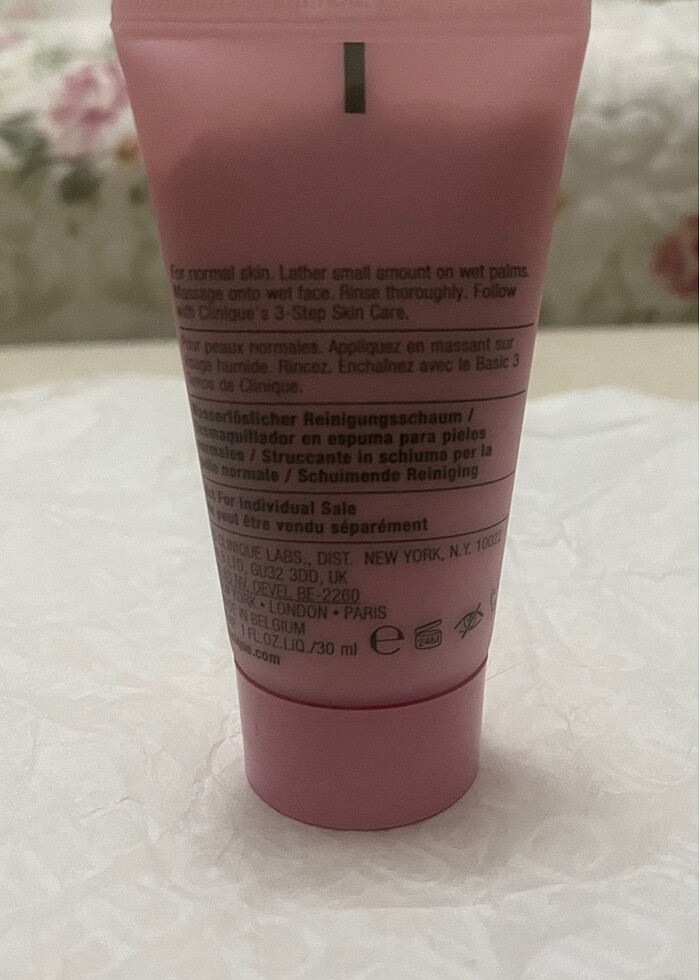 For normal skin. Lather small amount on wet palms.
Massage onto wet face. Rinse thoroughly. Follow
with Clinique's 3-Step Skin Care.
Pour peaux normales. Appliquez en massant sur
visage humide. Rincez. Enchaînez avec le Basic 3
Temps de Clinique.
Wasserlöslicher Reinigungsschaum /
Desmaquillador en espuma para pieles
normales / Struccante in schiuma per la
pelle normale / Schuimende Reiniging
For Individual Sale
peut être vendu séparément
CLINIQUE LABS., DIST. NEW YORK, N.Y. 10022
LTD, GU32 3DD, UK
NV, DEVEL BE-2260
YORK • LONDON • PARIS
IN BELGIUM
1 FL.OZ.LIQ./30 ml e 24M
.com